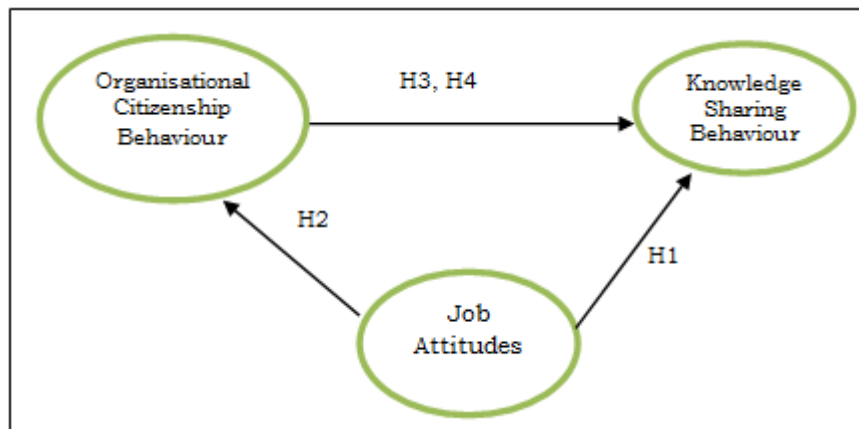 Organisational
Citizenship
Behaviour
H3, H4
Knowledge
Sharing
Behaviour
H2
H1
Job
Attitudes